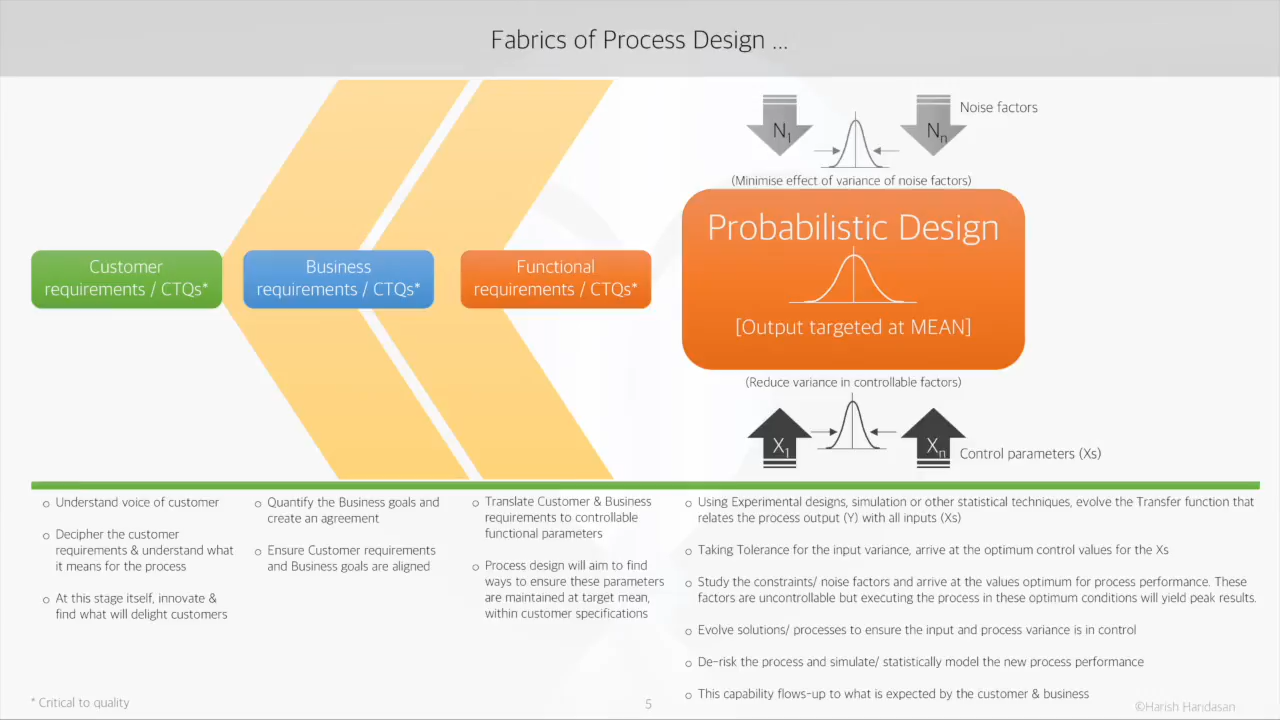 Fabrics of Process Design ...
N1
Nn
Noise factors
(Minimise effect of variance of noise factors)
Probabilistic Design
[Output targeted at MEAN]
Customer
requirements / CTQs*
Business
requirements / CTQs*
Functional
requirements / CTQs*
(Reduce variance in controllable factors)
X1
Xn
Control parameters (Xs)
o Understand voice of customer
o Decipher the customer
requirements & understand what
it means for the process
o At this stage itself, innovate &
find what will delight customers
o Quantify the Business goals and
create an agreement
o Ensure Customer requirements
and Business goals are aligned
o Translate Customer & Business
requirements to controllable
functional parameters
o Process design will aim to find
ways to ensure these parameters
are maintained at target mean,
within customer specifications
o Using Experimental designs, simulation or other statistical techniques, evolve the Transfer function that
relates the process output (Y) with all inputs (Xs)
o Taking Tolerance for the input variance, arrive at the optimum control values for the Xs
o Study the constraints/ noise factors and arrive at the values optimum for process performance. These
factors are uncontrollable but executing the process in these optimum conditions will yield peak results.
o Evolve solutions/ processes to ensure the input and process variance is in control
o De-risk the process and simulate/ statistically model the new process performance
o This capability flows-up to what is expected by the customer & business
* Critical to quality
5
©Harish Handasan